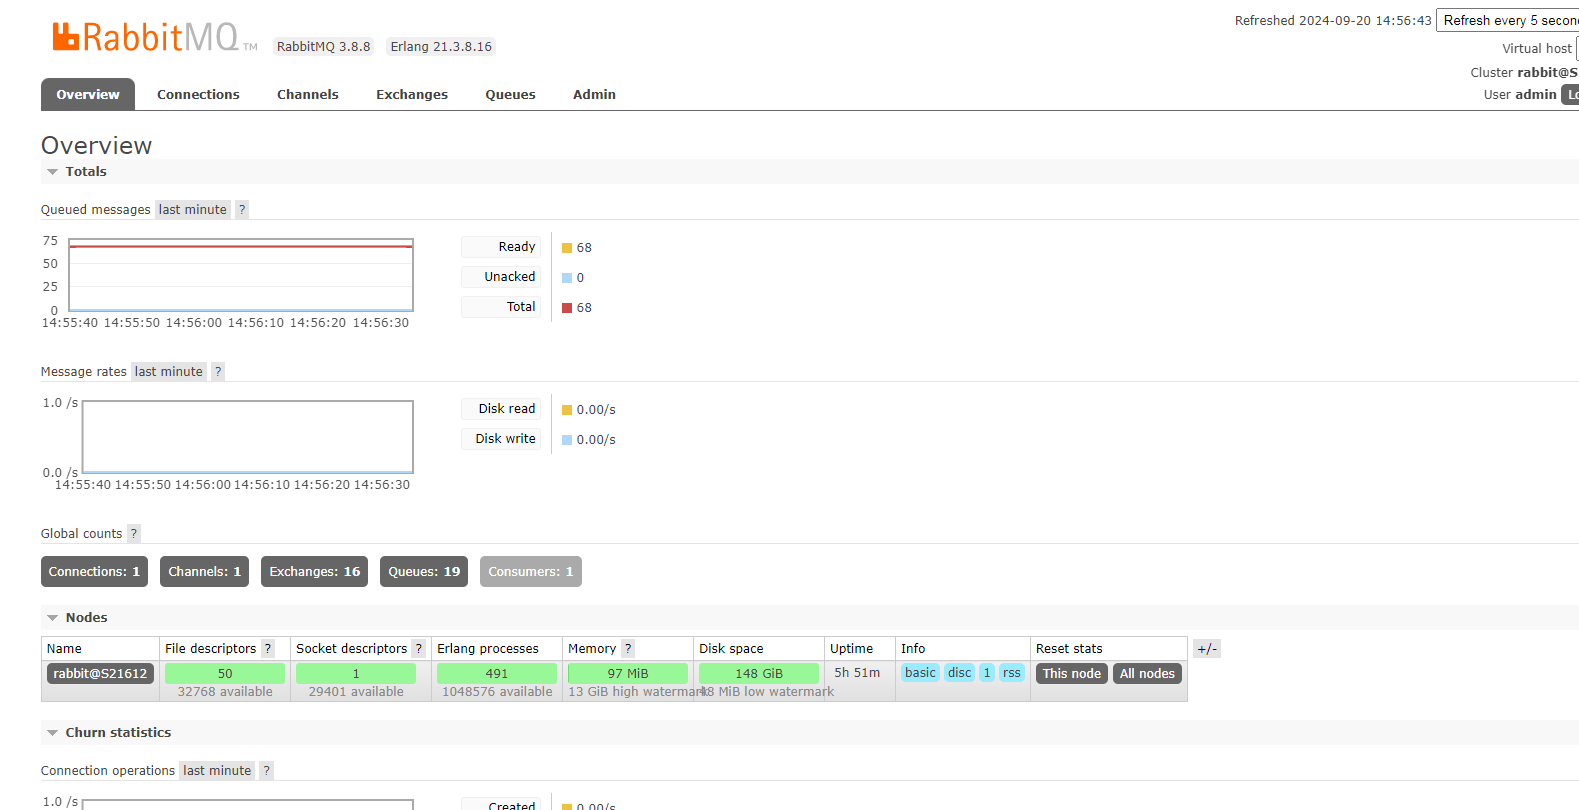 RabbitMQ TM RabbitMQ 3.8.8 Erlang 21.3.8.16
Refreshed 2024-09-20 14:56:43 Refresh every 5 secon
Virtual host
Cluster rabbit@S
User admin Lo
Overview Connections Channels Exchanges Queues Admin
Overview
Totals
Queued messages last minute ?
75
50
25
0
14:55:40 14:55:50 14:56:00 14:56:10 14:56:20 14:56:30
Ready 68
Unacked 0
Total 68
Message rates last minute ?
1.0 /s
0.0 /s
14:55:40 14:55:50 14:56:00 14:56:10 14:56:20 14:56:30
Disk read 0.00/s
Disk write 0.00/s
Global counts ?
Connections: 1 Channels: 1 Exchanges: 16 Queues: 19 Consumers: 1
Nodes
Name File descriptors ? Socket descriptors ? Erlang processes Memory ? Disk space Uptime Info Reset stats +/-
rabbit@S21612 50 1 491 97 MiB 148 GiB 5h 51m basic disc 1 rss This node All nodes
32768 available 29401 available 1048576 available 13 GiB high watermark 48 MiB low watermark
Churn statistics
Connection operations last minute ?
1.0 /s
Created 0.00/s